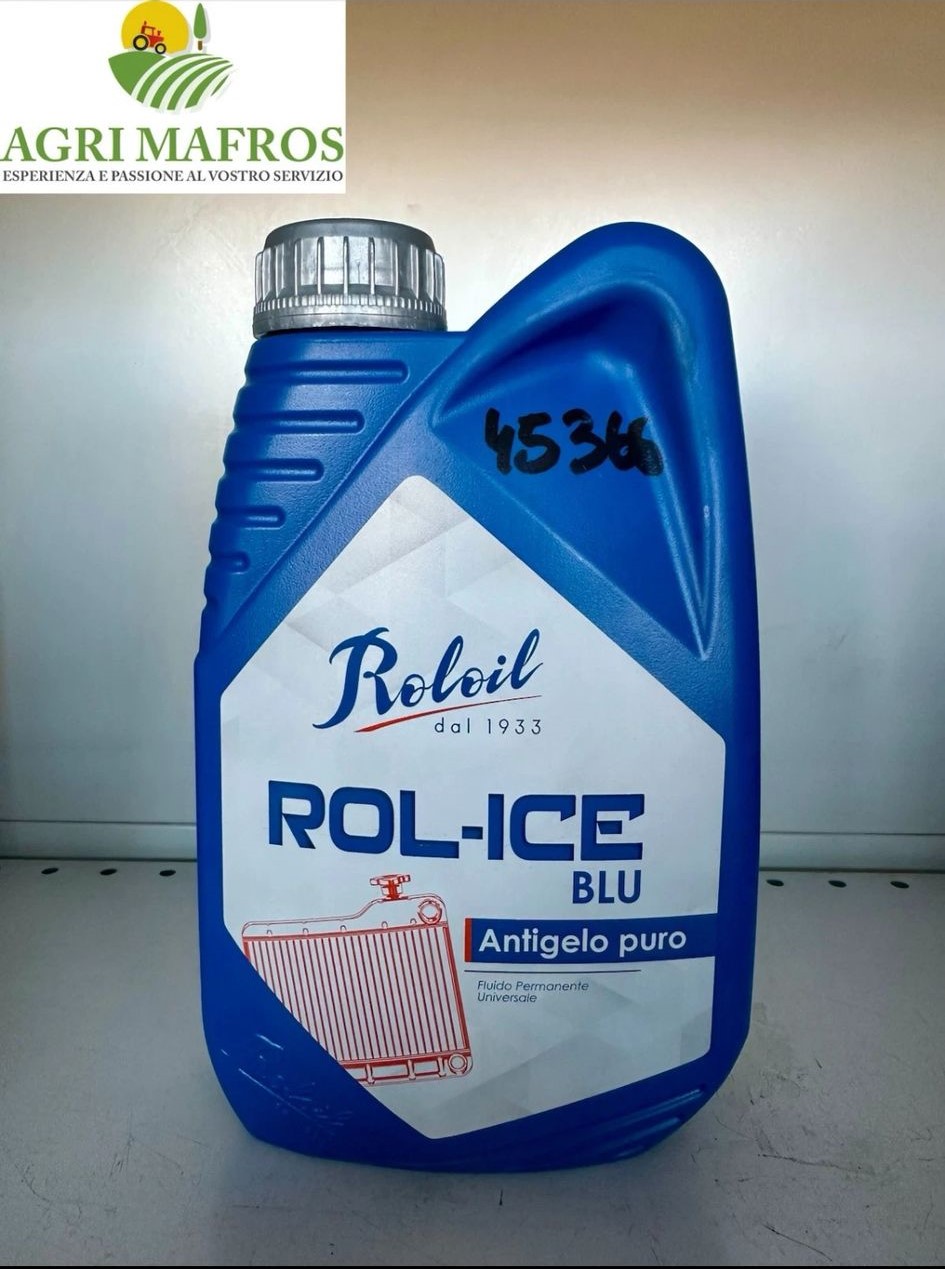 AGRI MAFROS
ESPERIENZA E PASSIONE AL VOSTRO SERVIZIO
45366
Roloil
dal 1933
ROL-ICE
BLU
Antigelo puro
Fluido Permanente
Universale